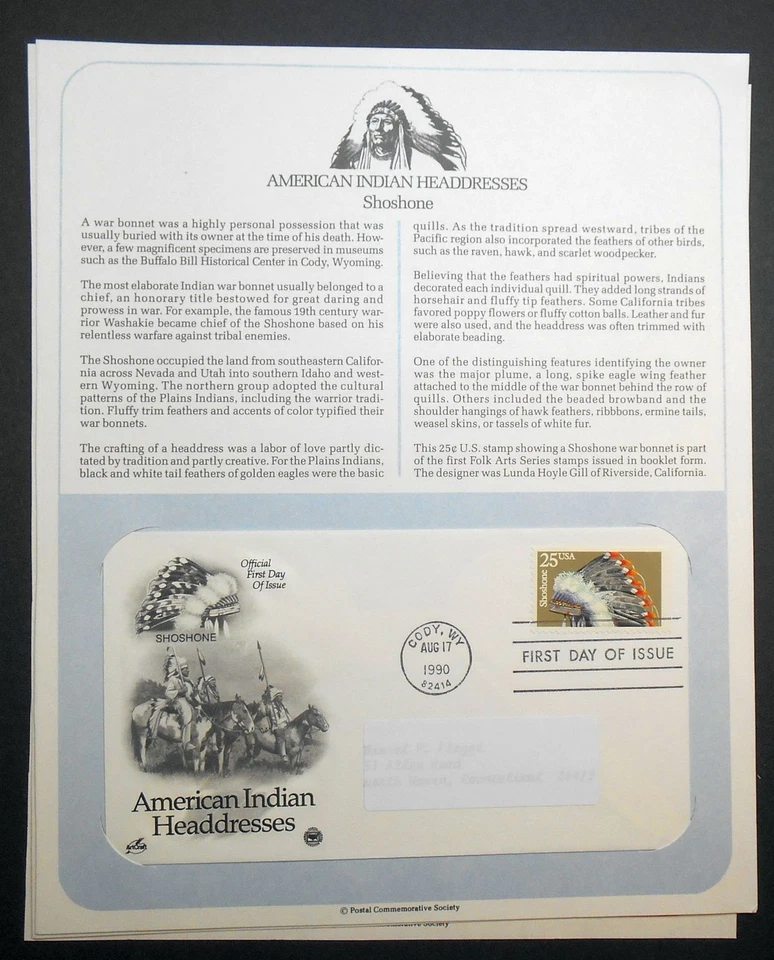 AMERICAN INDIAN HEADDRESSES
Shoshone
A war bonnet was a highly personal possession that was
usually buried with its owner at the time of his death. How-
ever, a few magnificent specimens are preserved in museums
such as the Buffalo Bill Historical Center in Cody, Wyoming.
The most elaborate Indian war bonnet usually belonged to a
chief, an honorary title bestowed for great daring and
prowess in war. For example, the famous 19th century war-
rior Washakie became chief of the Shoshone based on his
relentless warfare against tribal enemies.
The Shoshone occupied the land from southeastern Califor-
nia across Nevada and Utah into southern Idaho and west-
ern Wyoming. The northern group adopted the cultural
patterns of the Plains Indians, including the warrior tradi-
tion. Fluffy trim feathers and accents of color typified their
war bonnets.
The crafting of a headdress was a labor of love partly dic-
tated by tradition and partly creative. For the Plains Indians,
black and white tail feathers of golden eagles were the basic
quills. As the tradition spread westward, tribes of the
Pacific region also incorporated the feathers of other birds,
such as the raven, hawk, and scarlet woodpecker.
Believing that the feathers had spiritual powers, Indians
decorated each individual quill. They added long strands of
horsehair and fluffy tip feathers. Some California tribes
favored poppy flowers or fluffy cotton balls. Leather and fur
were also used, and the headdress was often trimmed with
elaborate beading.
One of the distinguishing features identifying the owner
was the major plume, a long, spike eagle wing feather
attached to the middle of the war bonnet behind the row of
quills. Others included the beaded browband and the
shoulder hangings of hawk feathers, ribbbons, ermine tails,
weasel skins, or tassels of white fur.
This 25¢ U.S. stamp showing a Shoshone war bonnet is part
of the first Folk Arts Series stamps issued in booklet form.
The designer was Lunda Hoyle Gill of Riverside, California.
Official
First Day
Of Issue
SHOSHONE
American Indian
Headdresses
ArtCraft
CODY, WY
AUG 17
1990
82414
25 USA
Shoshone
FIRST DAY OF ISSUE
© Postal Commemorative Society
Society